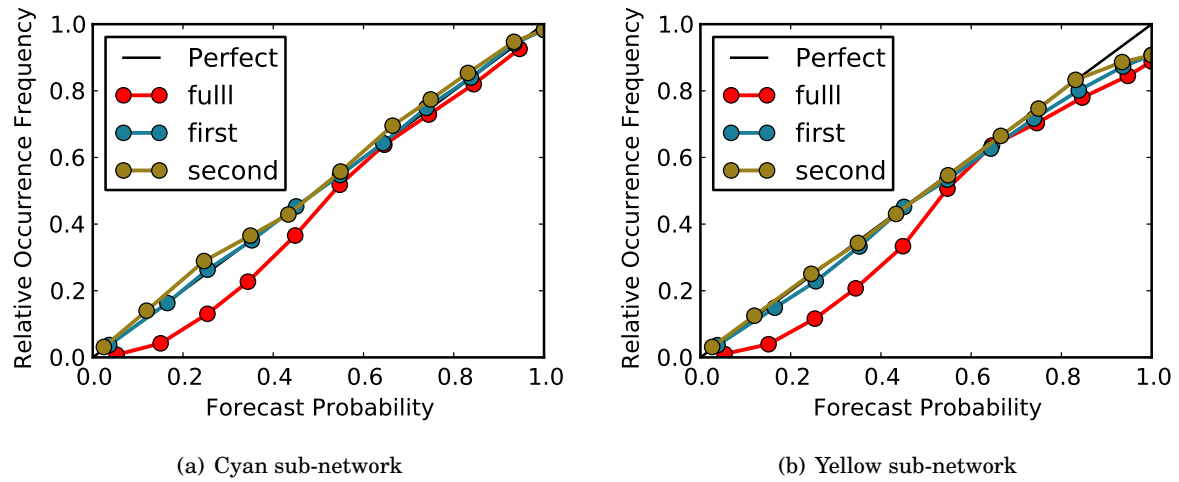 Relative Occurrence Frequency
1.0
0.8
0.6
0.4
0.2
0.0
Perfect
fulll
first
second
0.0 0.2 0.4 0.6 0.8 1.0
Forecast Probability
(a) Cyan sub-network
Relative Occurrence Frequency
1.0
0.8
0.6
0.4
0.2
0.0
Perfect
fulll
first
second
0.0 0.2 0.4 0.6 0.8 1.0
Forecast Probability
(b) Yellow sub-network